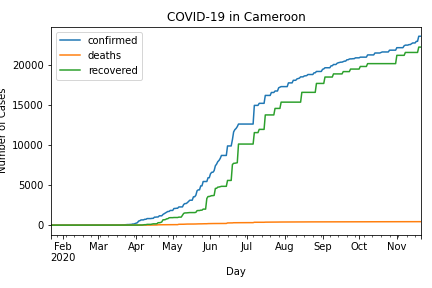 COVID-19 in Cameroon
confirmed
deaths
recovered
Number of Cases
20000
15000
10000
5000
0
Feb Mar Apr May Jun Jul Aug Sep Oct Nov
2020
Day